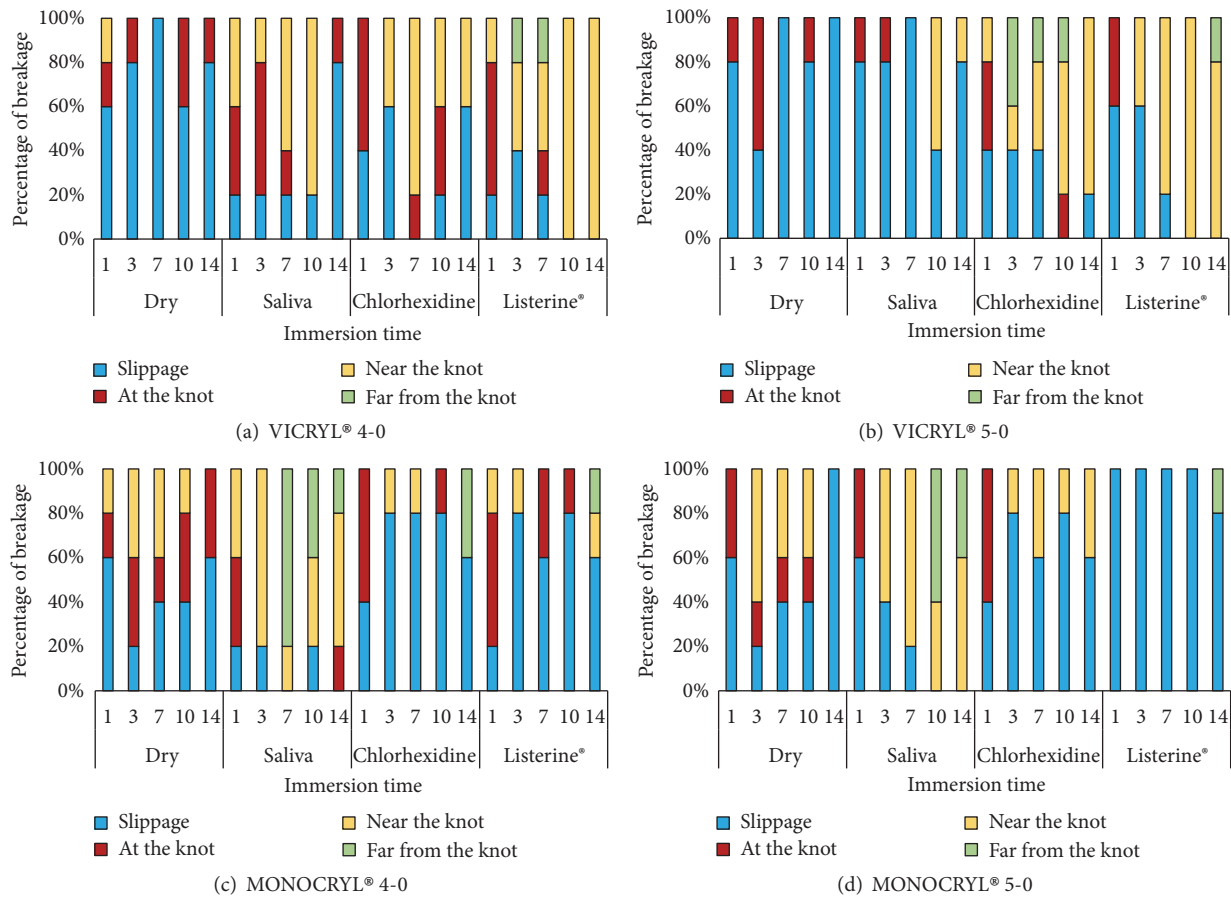 Percentage of breakage
100%
80%
60%
40%
20%
0%
1 3 7 10 14 1 3 7 10 14 1 3 7 10 14 1 3 7 10 14
Dry Saliva Chlorhexidine Listerine®
Immersion time
Slippage Near the knot
At the knot Far from the knot
(a) VICRYL® 4-0
Percentage of breakage
100%
80%
60%
40%
20%
0%
1 3 7 10 14 1 3 7 10 14 1 3 7 10 14 1 3 7 10 14
Dry Saliva Chlorhexidine Listerine®
Immersion time
Slippage Near the knot
At the knot Far from the knot
(b) VICRYL® 5-0
Percentage of breakage
100%
80%
60%
40%
20%
0%
1 3 7 10 14 1 3 7 10 14 1 3 7 10 14 1 3 7 10 14
Dry Saliva Chlorhexidine Listerine®
Immersion time
Slippage Near the knot
At the knot Far from the knot
(c) MONOCRYL® 4-0
Percentage of breakage
100%
80%
60%
40%
20%
0%
1 3 7 10 14 1 3 7 10 14 1 3 7 10 14 1 3 7 10 14
Dry Saliva Chlorhexidine Listerine®
Immersion time
Slippage Near the knot
At the knot Far from the knot
(d) MONOCRYL® 5-0